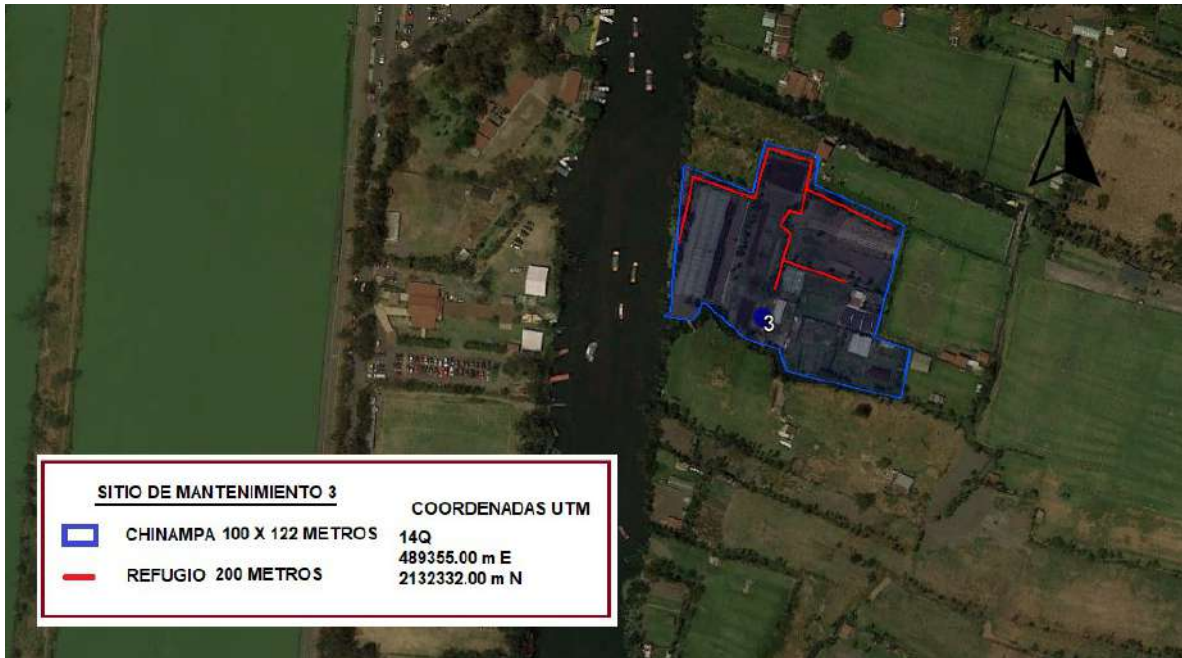 N
3
SITIO DE MANTENIMIENTO 3
CHINAMPA 100 X 122 METROS
REFUGIO 200 METROS
COORDENADAS UTM
14Q
489355.00 m E
2132332.00 m N